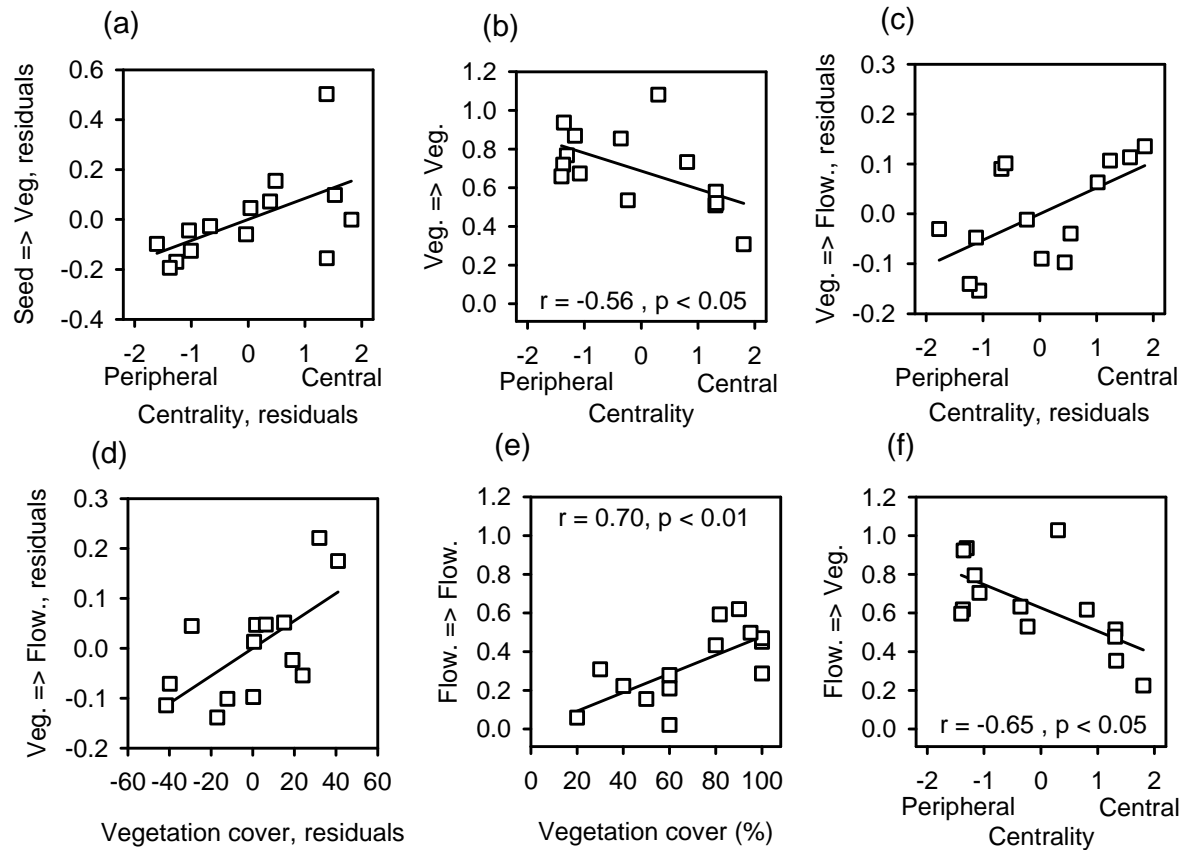 (a)
Seed => Veg, residuals
0.6
0.4
0.2
0.0
-0.2
-0.4
-2 -1 0 1 2
Peripheral Central
Centrality, residuals
(b)
Veg. => Veg.
1.2
1.0
0.8
0.6
0.4
0.2
0.0
r = -0.56 , p < 0.05
-2 -1 0 1 2
Peripheral Central
Centrality
(c)
Veg. => Flow., residuals
0.3
0.2
0.1
0.0
-0.1
-0.2
-2 -1 0 1 2
Peripheral Central
Centrality, residuals
(d)
Veg. => Flow., residuals
0.3
0.2
0.1
0.0
-0.1
-0.2
-60 -40 -20 0 20 40 60
Vegetation cover, residuals
(e)
Flow. => Flow.
1.2
1.0
0.8
0.6
0.4
0.2
0.0
r = 0.70, p < 0.01
0 20 40 60 80 100
Vegetation cover (%)
(f)
Flow. => Veg.
1.2
1.0
0.8
0.6
0.4
0.2
0.0
r = -0.65 , p < 0.05
-2 -1 0 1 2
Peripheral Central
Centrality